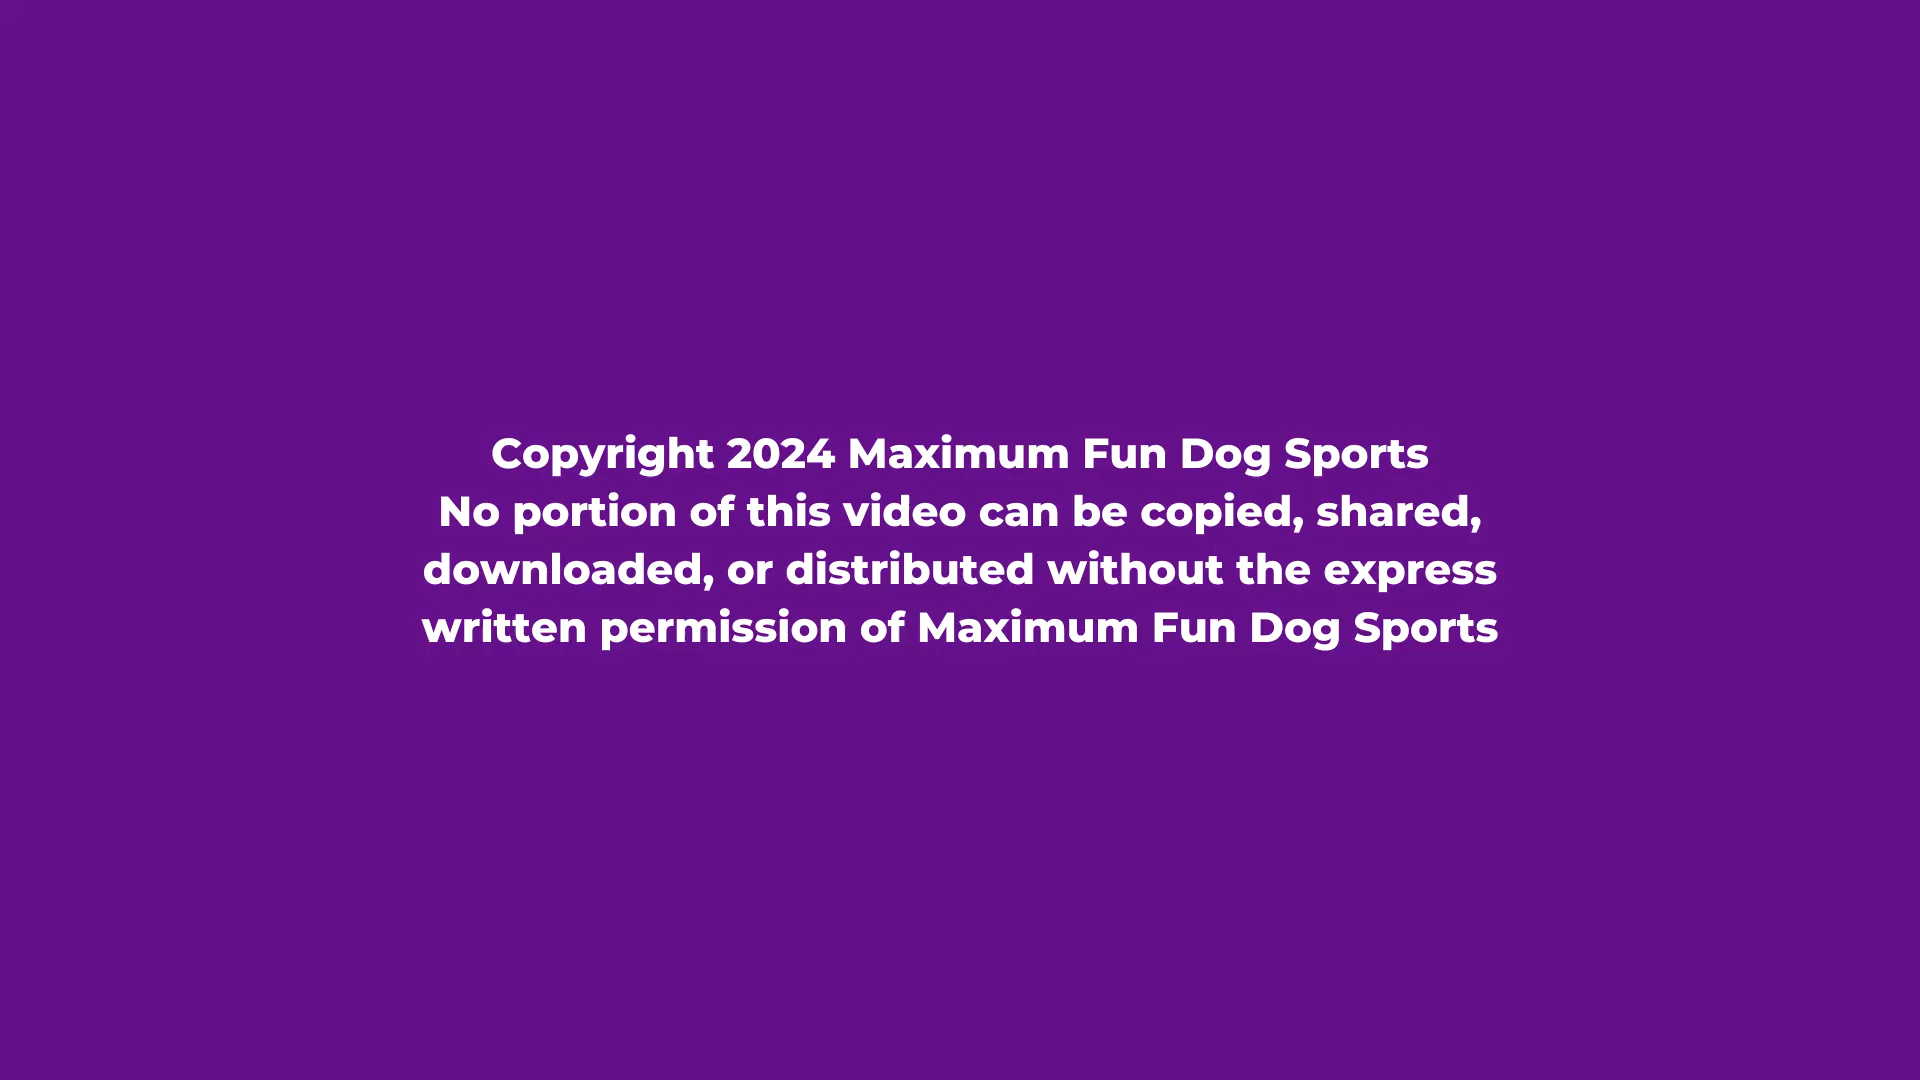 Copyright 2024 Maximum Fun Dog Sports
No portion of this video can be copied, shared,
downloaded, or distributed without the express
written permission of Maximum Fun Dog Sports